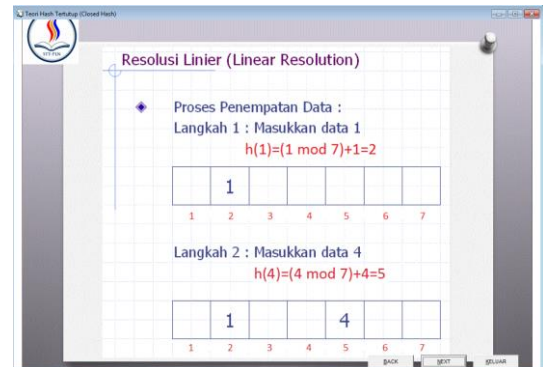 Teori Hash Tertutup (Closed Hash)
Resolusi Linier (Linear Resolution)
Proses Penempatan Data :
Langkah 1 : Masukkan data 1
h(1)=(1 mod 7)+1=2
1
1 2 3 4 5 6 7
Langkah 2 : Masukkan data 4
h(4)=(4 mod 7)+4=5
1 4
1 2 3 4 5 6 7
BACK NEXT KELUAR